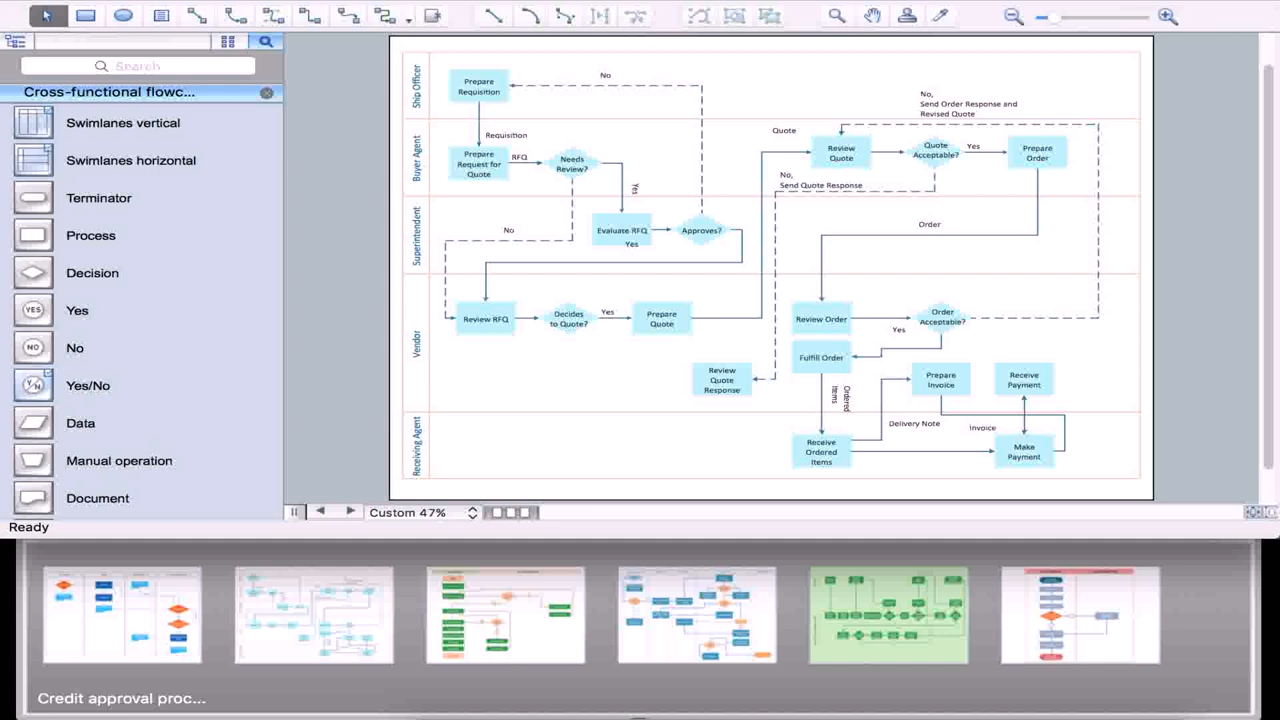 Search
Cross-functional flowc...
Swimlanes vertical
Swimlanes horizontal
Terminator
Process
Decision
YES
Yes
NO
No
Y/N
Yes/No
Data
Manual operation
Document
Ship Officer
Prepare
Requisition
No
No,
Send Order Response and
Revised Quote
Requisition
Buyer Agent
Prepare
Request for
Quote
RFQ
Needs
Review?
Yes
Quote
Review
Quote
Quote
Acceptable?
Yes
Prepare
Order
No,
Send Quote Response
Superintendent
No
Evaluate RFQ
Yes
Approves?
Order
Vendor
Review RFQ
Decides
to Quote?
Yes
Prepare
Quote
Review Order
Yes
Order
Acceptable?
Fulfill Order
Review
Quote
Response
Ordered
Items
Prepare
Invoice
Receive
Payment
Receiving Agent
Delivery Note
Invoice
Receive
Ordered
Items
Make
Payment
Custom 47%
Ready
Credit approval proc...